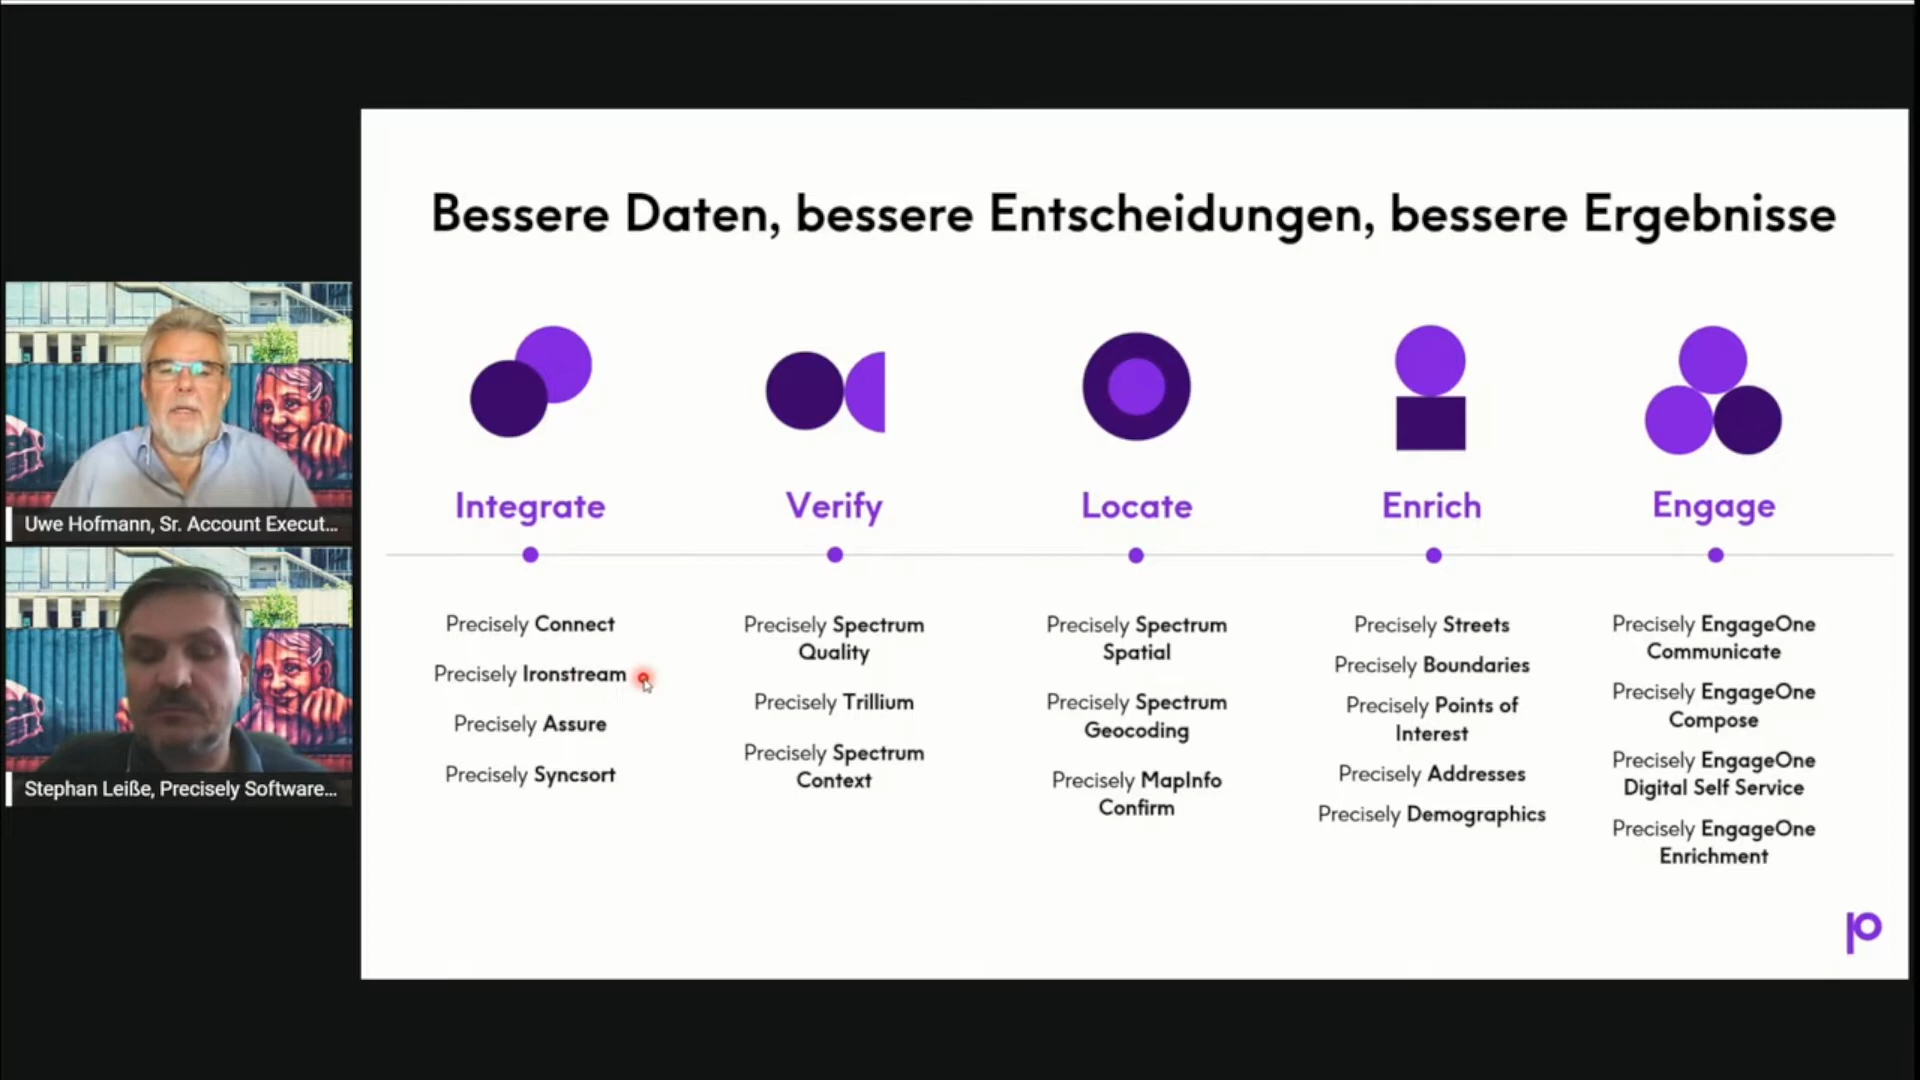 Bessere Daten, bessere Entscheidungen, bessere Ergebnisse
Integrate
Precisely Connect
Precisely Ironstream
Precisely Assure
Precisely Syncsort
Verify
Precisely Spectrum
Quality
Precisely Trillium
Precisely Spectrum
Context
Locate
Precisely Spectrum
Spatial
Precisely Spectrum
Geocoding
Precisely MapInfo
Confirm
Enrich
Precisely Streets
Precisely Boundaries
Precisely Points of
Interest
Precisely Addresses
Precisely Demographics
Engage
Precisely EngageOne
Communicate
Precisely EngageOne
Compose
Precisely EngageOne
Digital Self Service
Precisely EngageOne
Enrichment
Uwe Hofmann, Sr. Account Execut...
Stephan Leiße, Precisely Software...
p